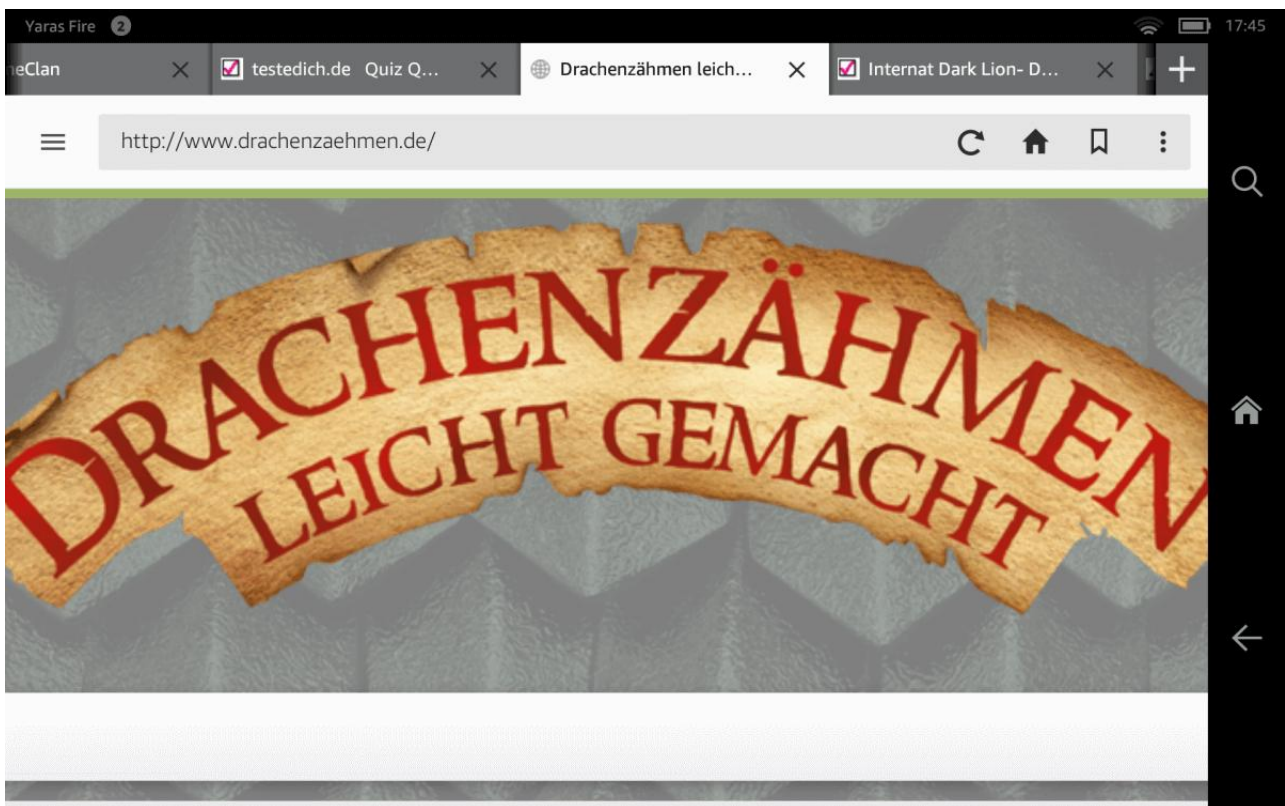 Yaras Fire 2 17:45
eClan testedich.de Quiz Q... Drachenzähmen leich... Internat Dark Lion- D...
http://www.drachenzaehmen.de/
DRACHENZÄHMEN
LEICHT GEMACHT